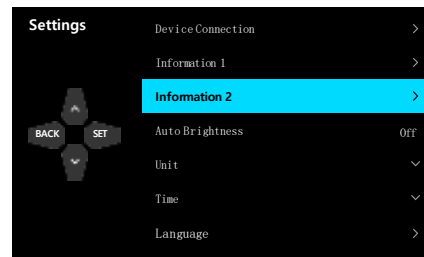 Settings
Device Connection
Information 1
Information 2
BACK
SET
Auto Brightness
Off
Unit
Time
Language